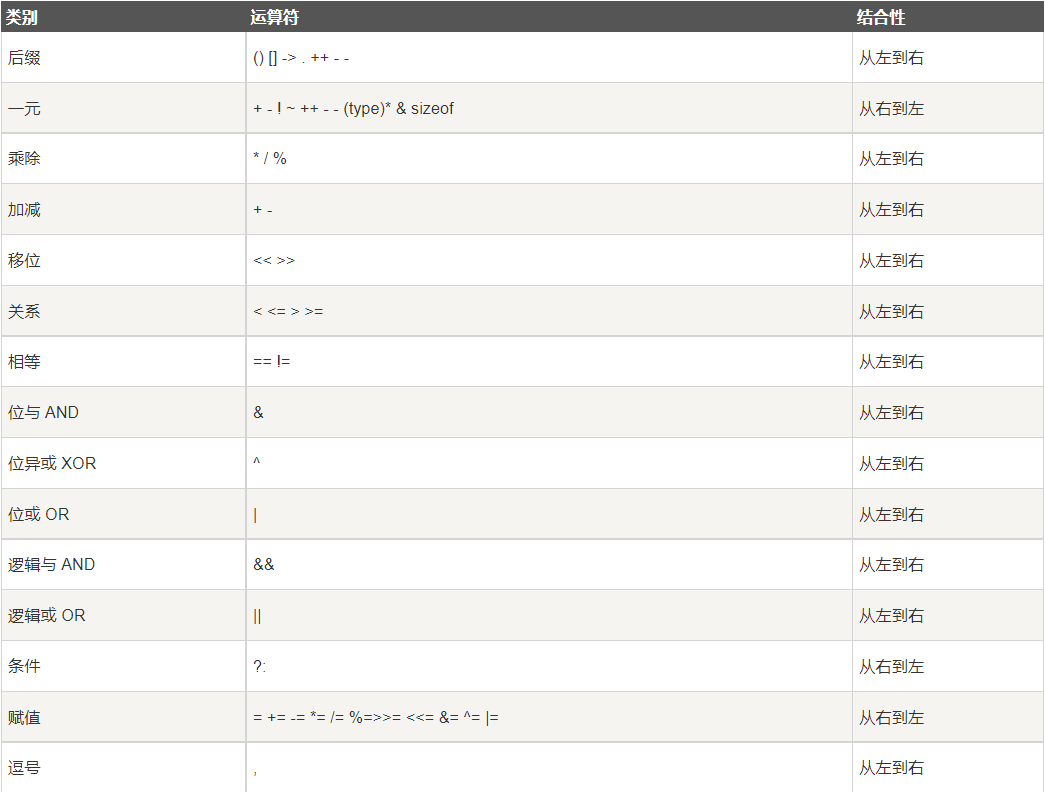 类别 运算符 结合性
后缀 () [] -> . ++ - - 从左到右
一元 + - ! ~ ++ - - (type)* & sizeof 从右到左
乘除 * / % 从左到右
加减 + - 从左到右
移位 << >> 从左到右
关系 < <= > >= 从左到右
相等 == != 从左到右
位与 AND & 从左到右
位异或 XOR ^ 从左到右
位或 OR | 从左到右
逻辑与 AND && 从左到右
逻辑或 OR || 从左到右
条件 ?: 从右到左
赋值 = += -= *= /= %=>>= <<= &= ^= |= 从右到左
逗号 , 从左到右